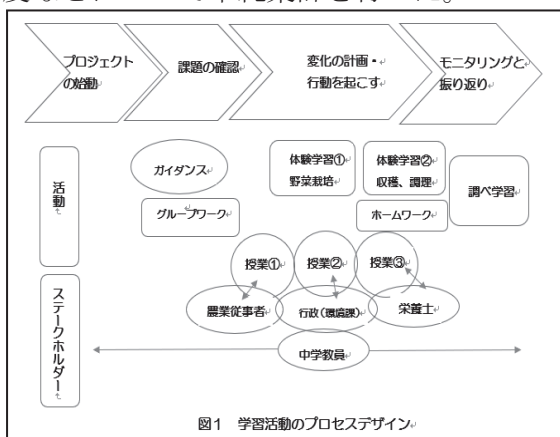 プロジェクト
の始動
課題の確認
変化の計画・
行動を起こす
モニタリングと
振り返り
活動
ガイダンス
グループワーク
体験学習①
野菜栽培
体験学習②
収穫、調理
ホームワーク
調べ学習
授業①
授業②
授業③
ステークホルダー
農業従事者
行政(環境課)
栄養士
中学教員
図1 学習活動のプロセスデザイン